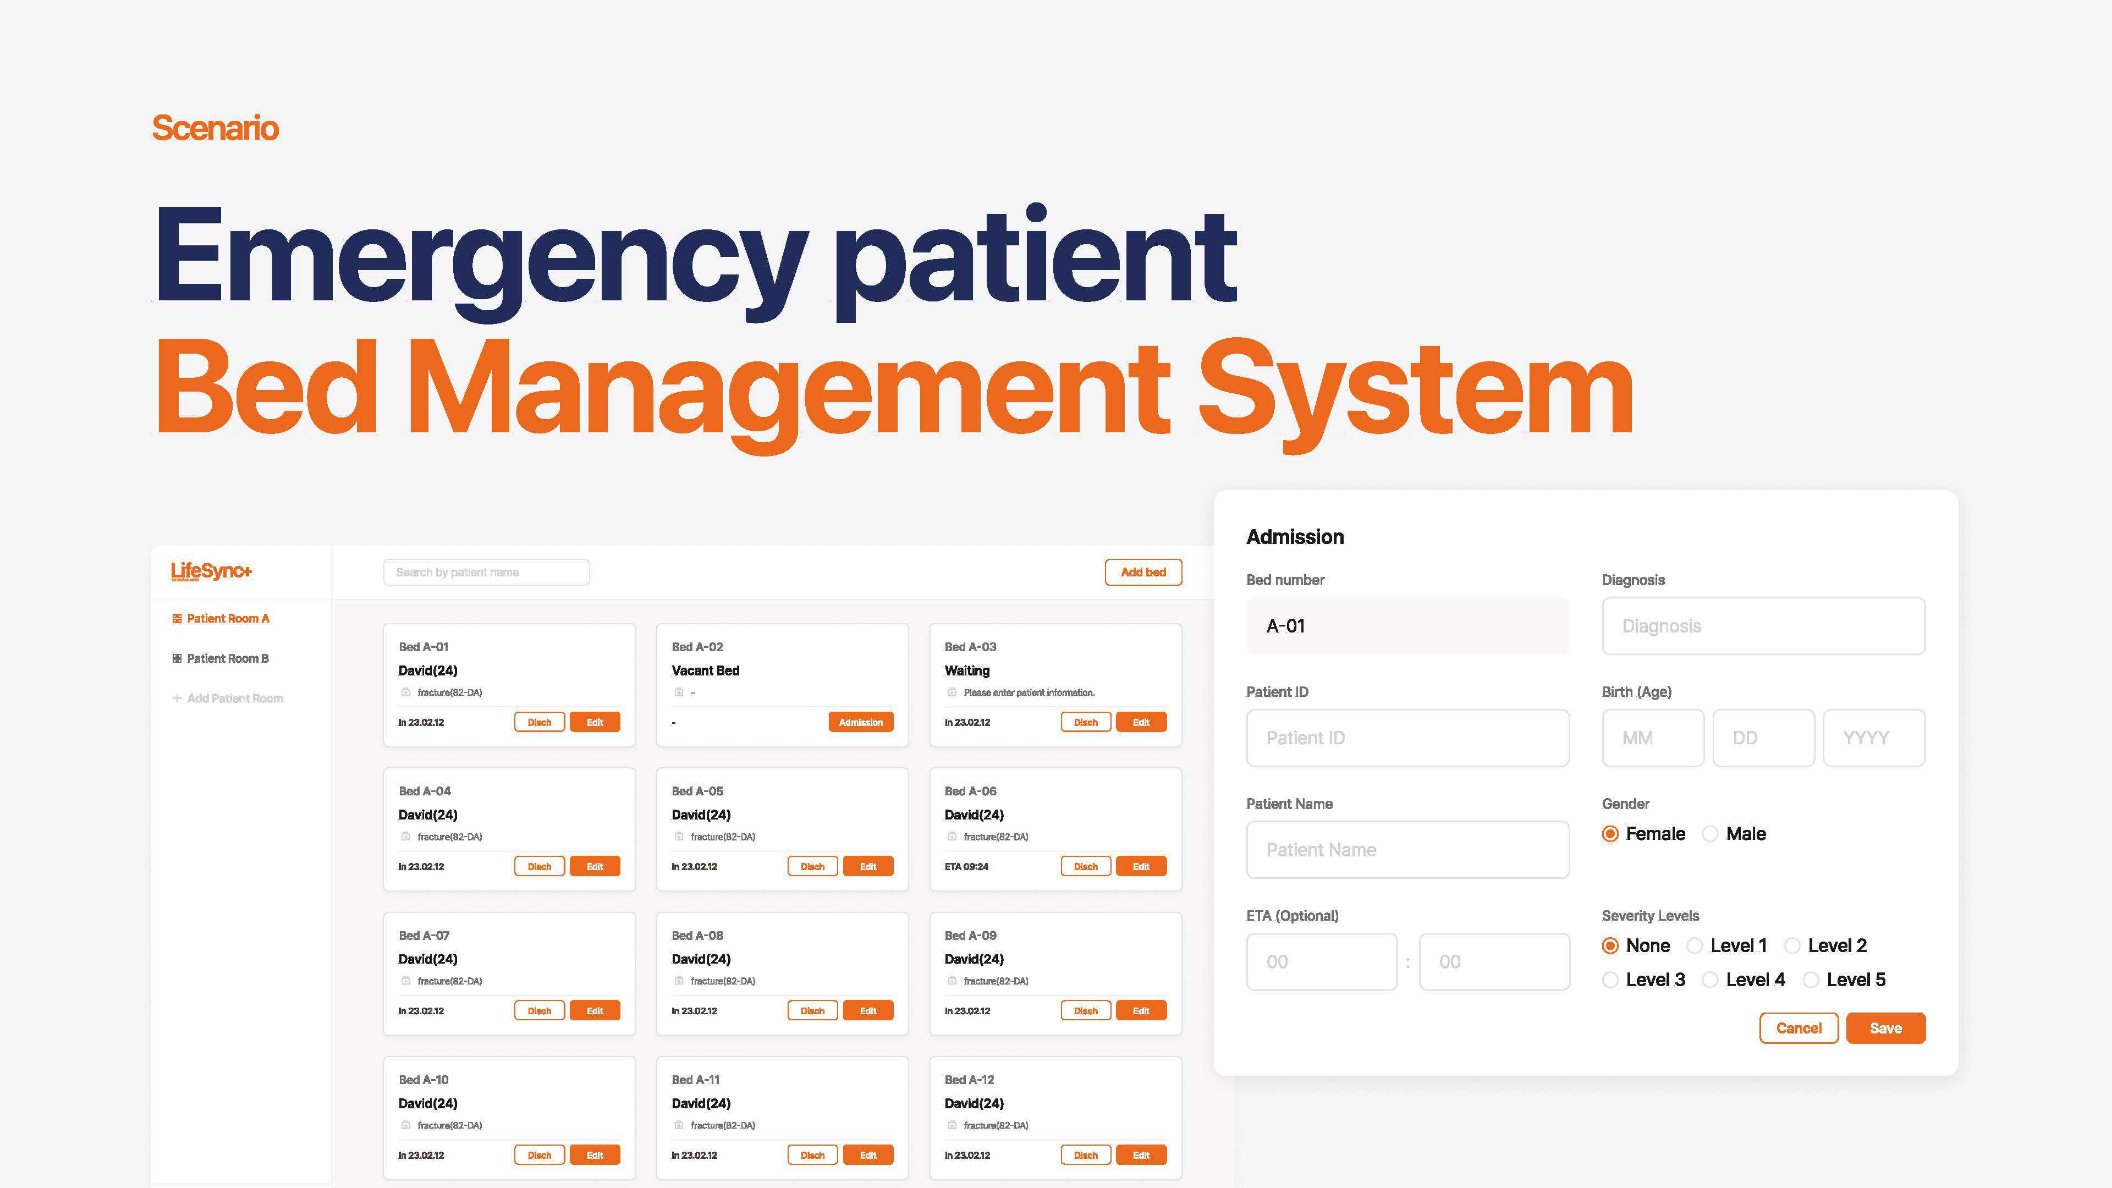 Scenario
Emergency patient
Bed Management System
LifeSync+
Patient Room A
Patient Room B
+ Add Patient Room
Search by patient name
Add bed
Bed A-01
David(24)
fracture(82-DA)
In 23.02.12
Disch
Edit
Bed A-02
Vacant Bed
-
-
Admission
Bed A-03
Waiting
Please enter patient information.
In 23.02.12
Disch
Edit
Bed A-04
David(24)
fracture(82-DA)
In 23.02.12
Disch
Edit
Bed A-05
David(24)
fracture(82-DA)
In 23.02.12
Disch
Edit
Bed A-06
David(24)
fracture(82-DA)
ETA 09:24
Disch
Edit
Bed A-07
David(24)
fracture(82-DA)
In 23.02.12
Disch
Edit
Bed A-08
David(24)
fracture(82-DA)
In 23.02.12
Disch
Edit
Bed A-09
David(24)
fracture(82-DA)
In 23.02.12
Disch
Edit
Bed A-10
David(24)
fracture(82-DA)
In 23.02.12
Disch
Edit
Bed A-11
David(24)
fracture(82-DA)
In 23.02.12
Disch
Edit
Bed A-12
David(24)
fracture(82-DA)
In 23.02.12
Disch
Edit
Admission
Bed number
A-01
Diagnosis
Diagnosis
Patient ID
Patient ID
Birth (Age)
MM
DD
YYYY
Patient Name
Patient Name
Gender
Female
Male
ETA (Optional)
00 : 00
Severity Levels
None
Level 1
Level 2
Level 3
Level 4
Level 5
Cancel
Save